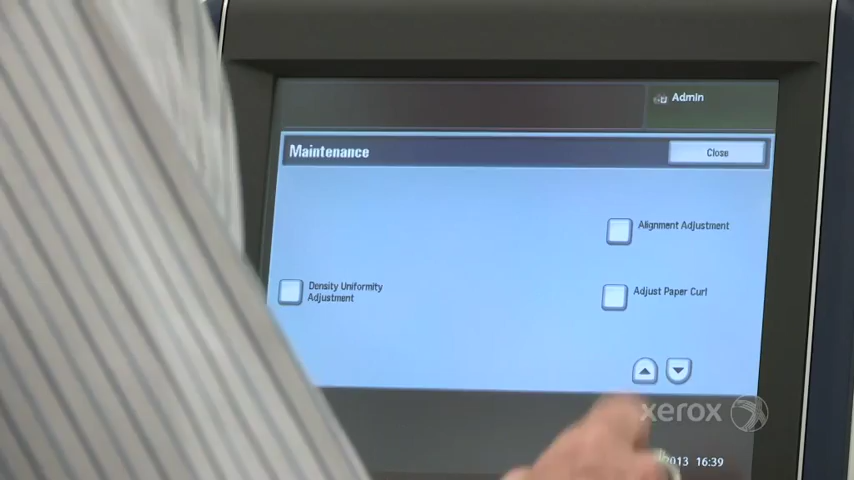 Admin
Maintenance
Close
Alignment Adjustment
Density Uniformity
Adjustment
Adjust Paper Curl
xerox
2013 16:39